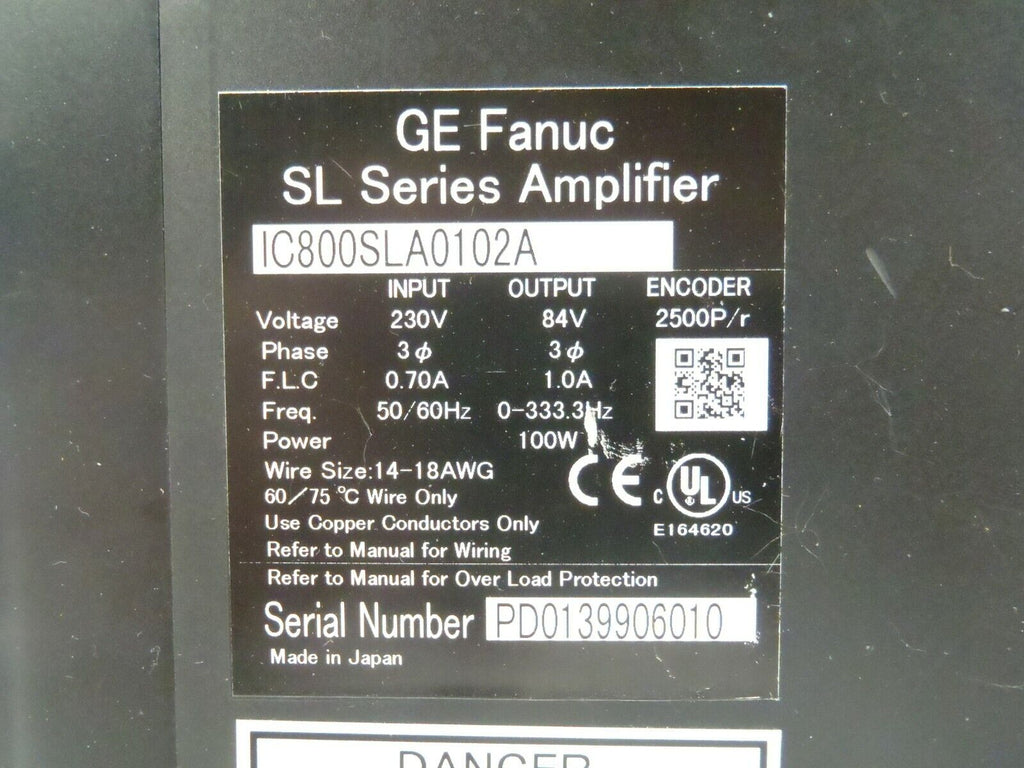 GE Fanuc
SL Series Amplifier
IC800SLA0102A
INPUT OUTPUT ENCODER
Voltage 230V 84V 2500P/r
Phase 3ϕ 3ϕ
F.L.C 0.70A 1.0A
Freq. 50/60Hz 0-333.3Hz
Power 100W
Wire Size:14-18AWG
60/75 ℃ Wire Only
CE C UL US
Use Copper Conductors Only
E164620
Refer to Manual for Wiring
Refer to Manual for Over Load Protection
Serial Number PD0139906010
Made in Japan
DANGER